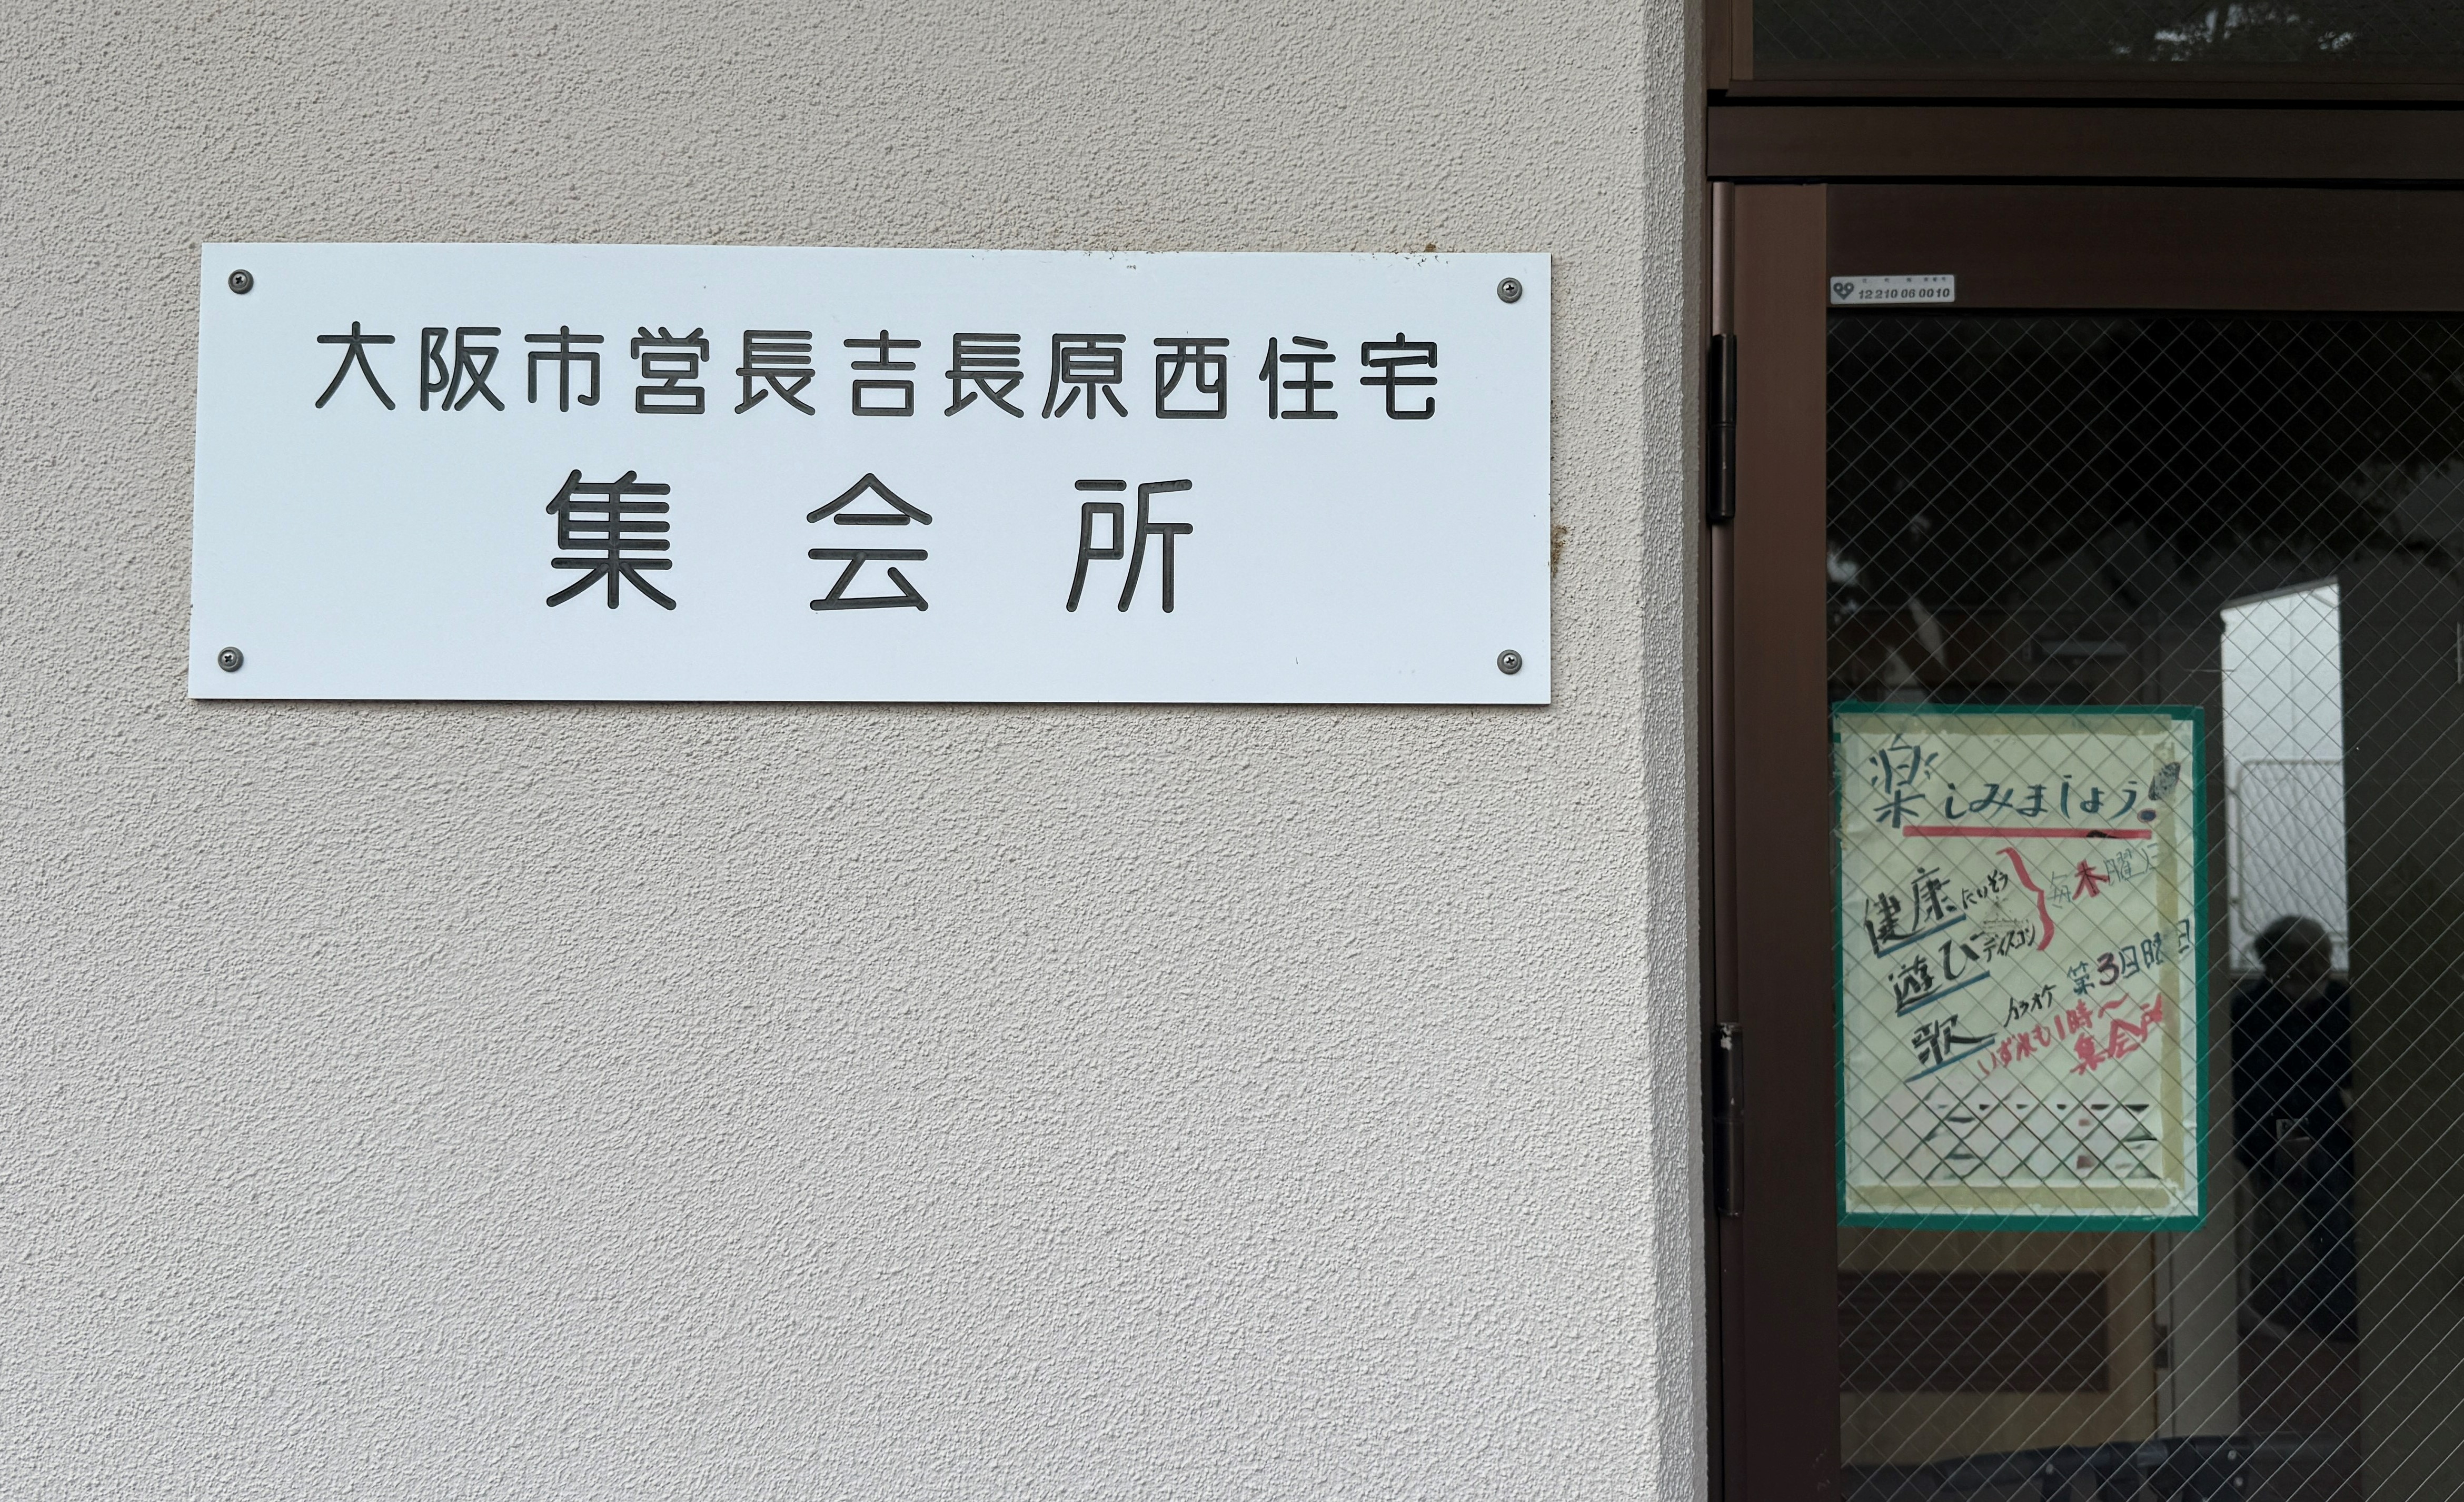 大阪市営長吉長原西住宅
集会所
12210060010
楽しみましょう!
健康たいそう
遊びディスコン
毎木曜日
歌 カラオケ 第3日曜日
いずれも1時～
集会所